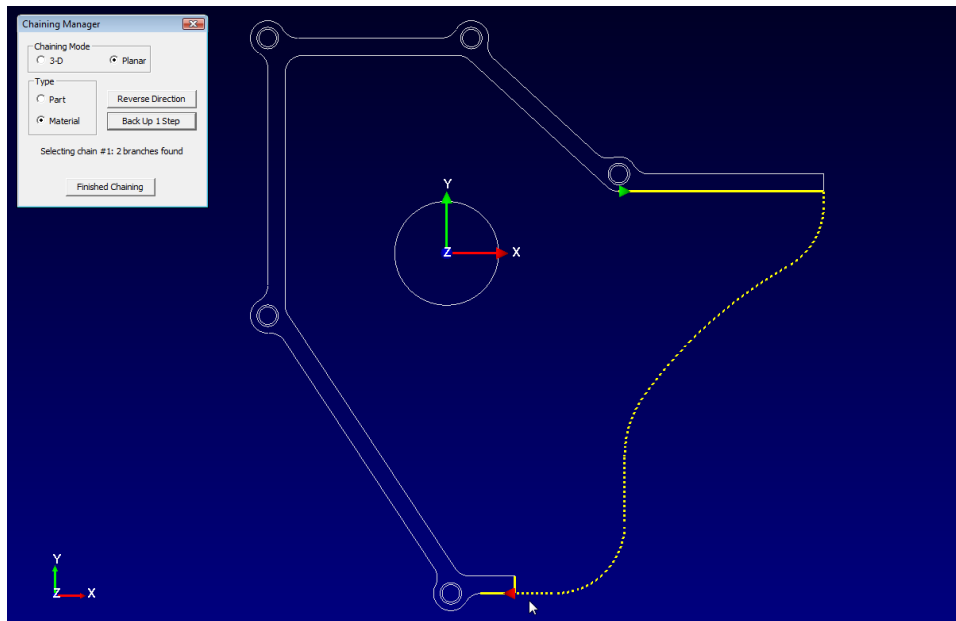 Chaining Manager
Chaining Mode
3-D
Planar
Type
Part
Reverse Direction
Material
Back Up 1 Step
Selecting chain #1: 2 branches found
Finished Chaining
Y
Z
X
Y
Z
X